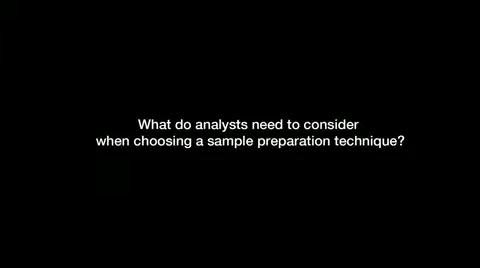 What do analysts need to consider
when choosing a sample preparation technique?